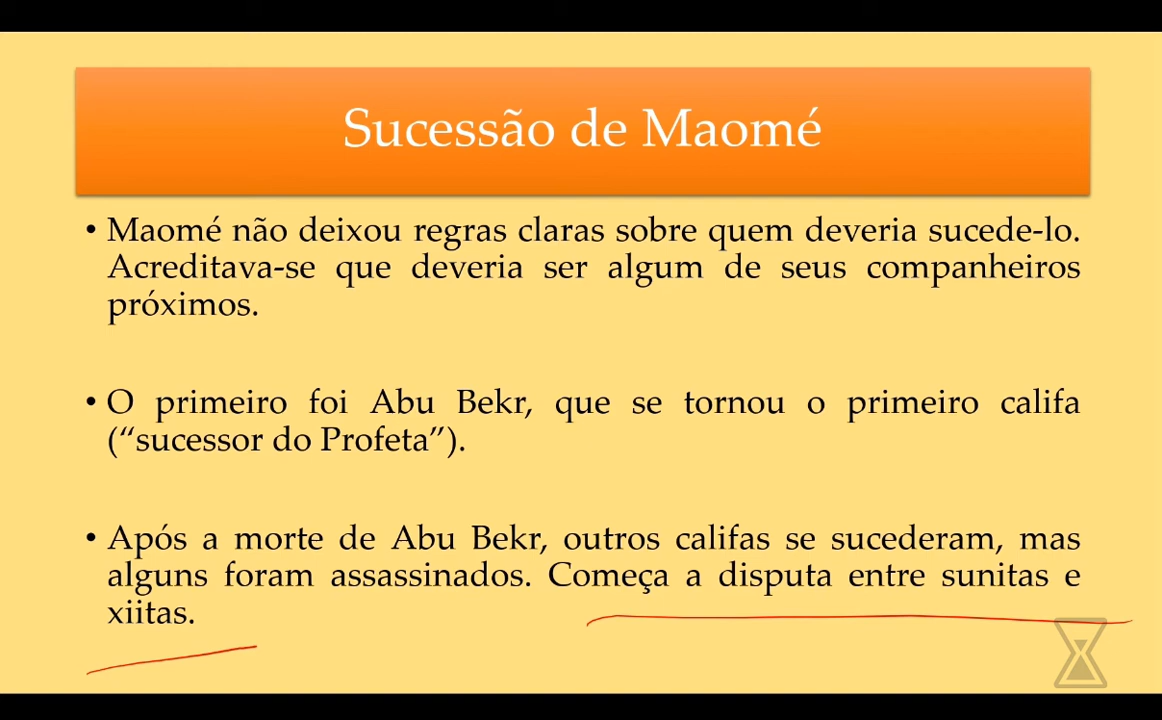 Sucessão de Maomé
• Maomé não deixou regras claras sobre quem deveria sucede-lo.
Acreditava-se que deveria ser algum de seus companheiros
próximos.
• O primeiro foi Abu Bekr, que se tornou o primeiro califa
(“sucessor do Profeta”).
• Após a morte de Abu Bekr, outros califas se sucederam, mas
alguns foram assassinados. Começa a disputa entre sunitas e
xiitas.